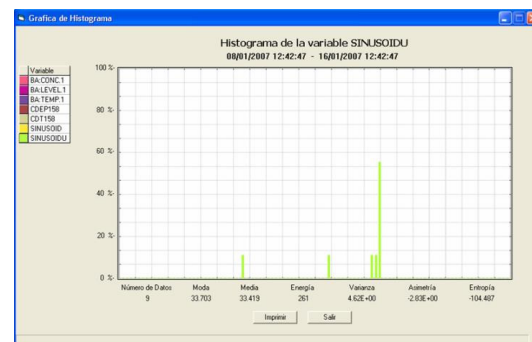 Grafica de Histograma
Histograma de la variable SINUSOIDU
08/01/2007 12:42:47 - 16/01/2007 12:42:47
Variable
BA:CONC.1
BA:LEVEL.1
BA:TEMP.1
CDEP158
CDT158
SINUSOID
SINUSOIDU
100 %
80 %
60 %
40 %
20 %
0 %
Número de Datos Moda Media Energía Varianza Asimetría Entropía
9 33.703 33.419 261 4.62E+00 -2.83E+00 -104.487
Imprimir Salir